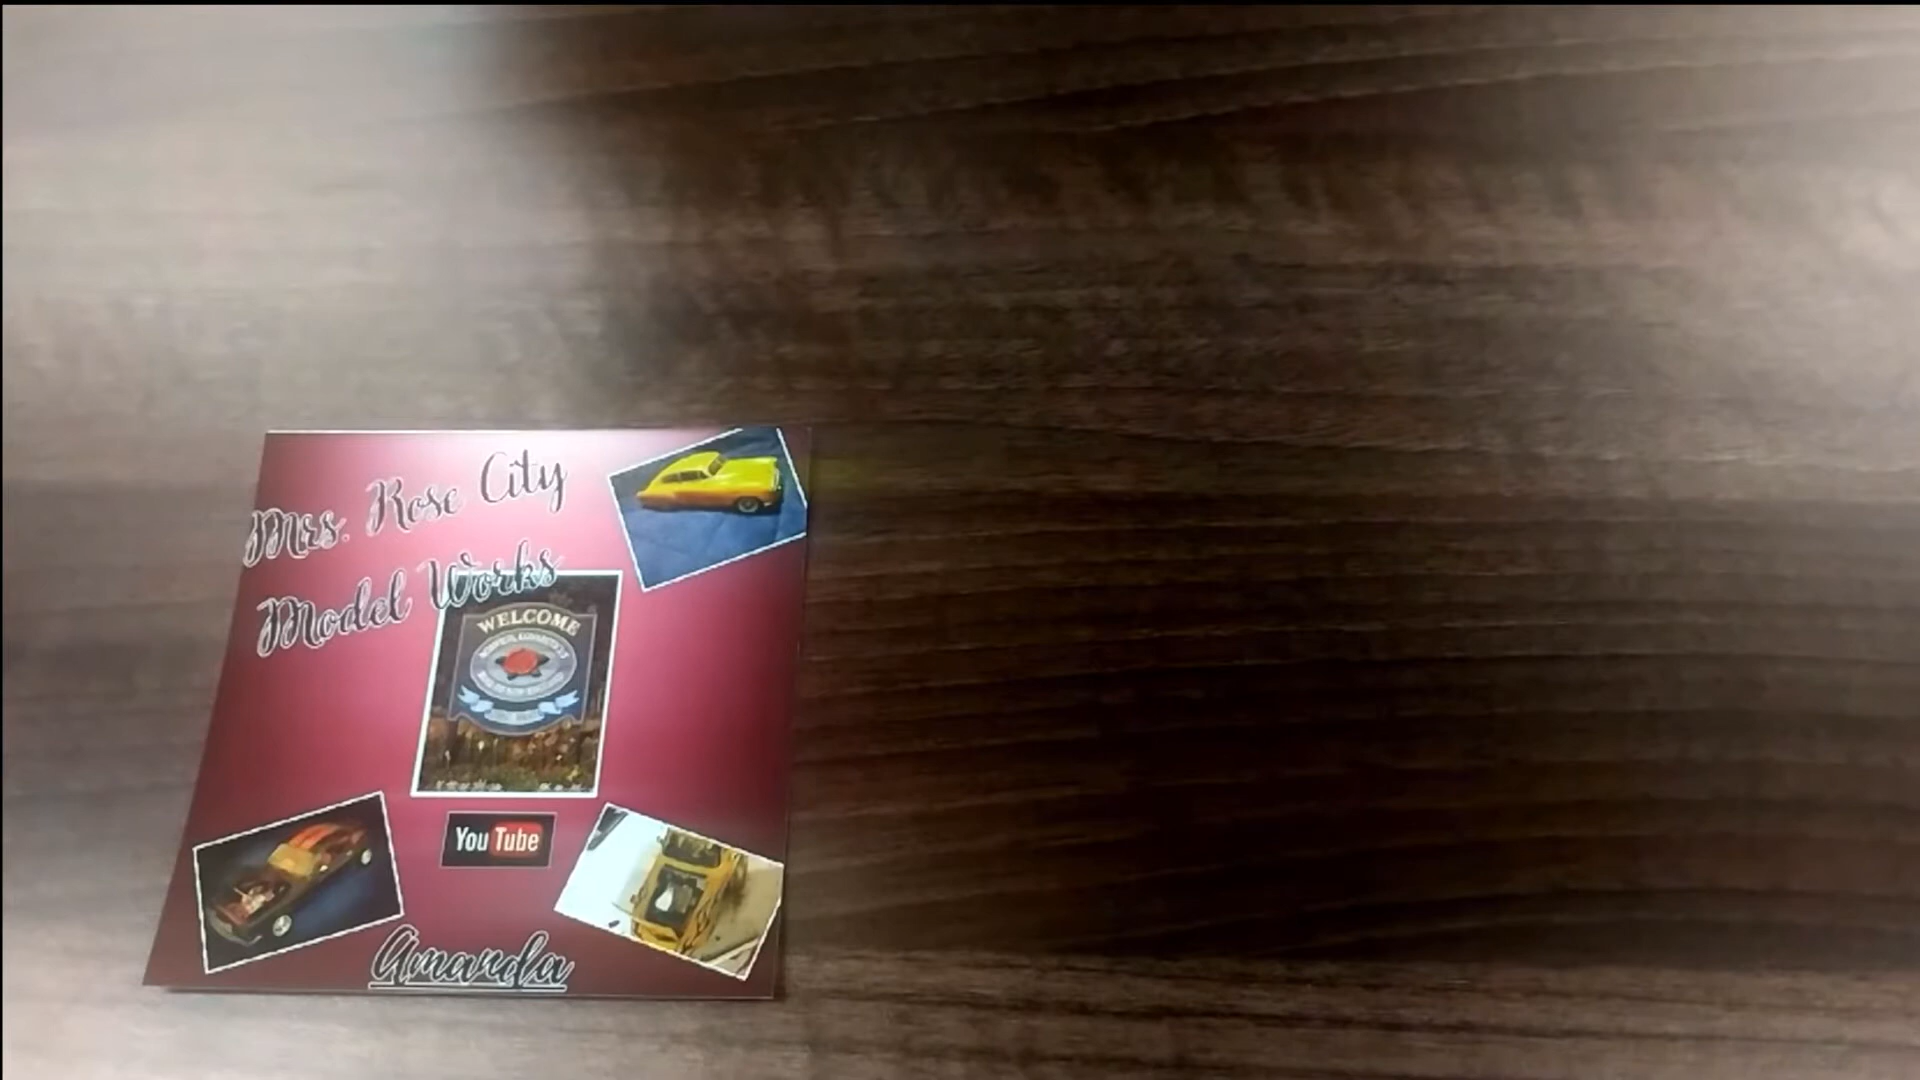 Mrs. Rose City
Model Works
WELCOME
YouTube
Amanda